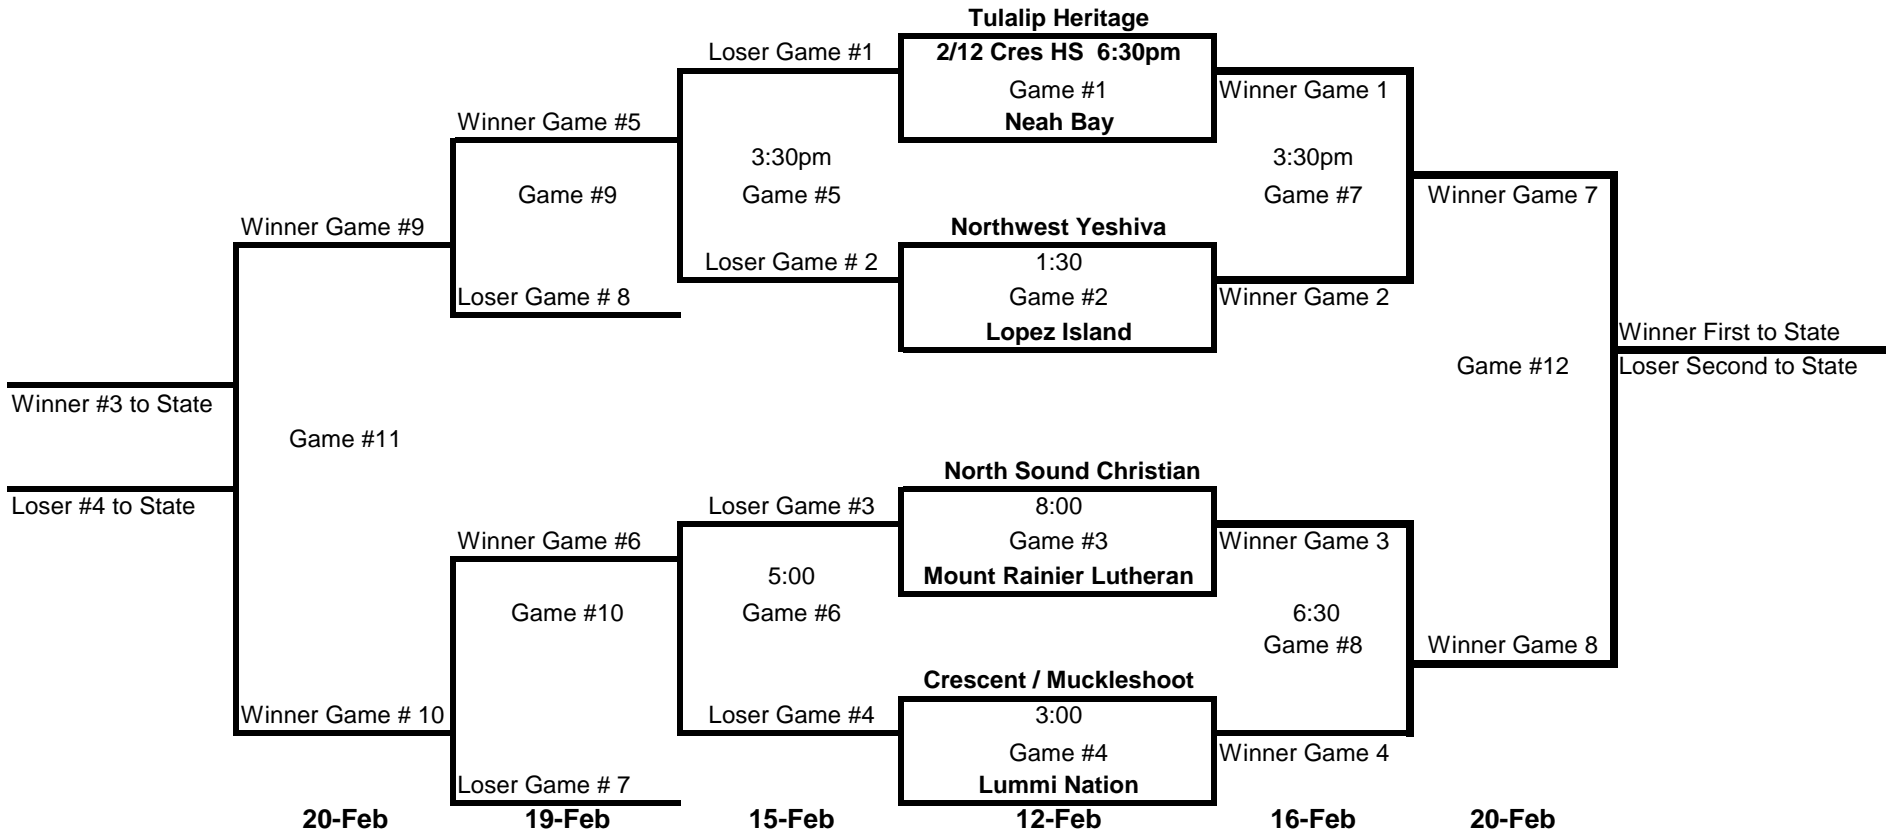 Tulalip Heritage
Loser Game #1
2/12 Cres HS 6:30pm
Game #1
Winner Game 1
Winner Game #5
Neah Bay
3:30pm
3:30pm
Game #9
Game #5
Game #7
Winner Game 7
Winner Game #9
Northwest Yeshiva
Loser Game # 2
1:30
Loser Game # 8
Game #2
Winner Game 2
Lopez Island
Winner First to State
Game #12
Loser Second to State
Winner #3 to State
Game #11
North Sound Christian
Loser #4 to State
Loser Game #3
8:00
Winner Game #6
Game #3
Winner Game 3
5:00
Mount Rainier Lutheran
Game #10
Game #6
6:30
Game #8
Winner Game 8
Crescent / Muckleshoot
Winner Game # 10
Loser Game #4
3:00
Game #4
Winner Game 4
Loser Game # 7
Lummi Nation
20-Feb
19-Feb
15-Feb
12-Feb
16-Feb
20-Feb